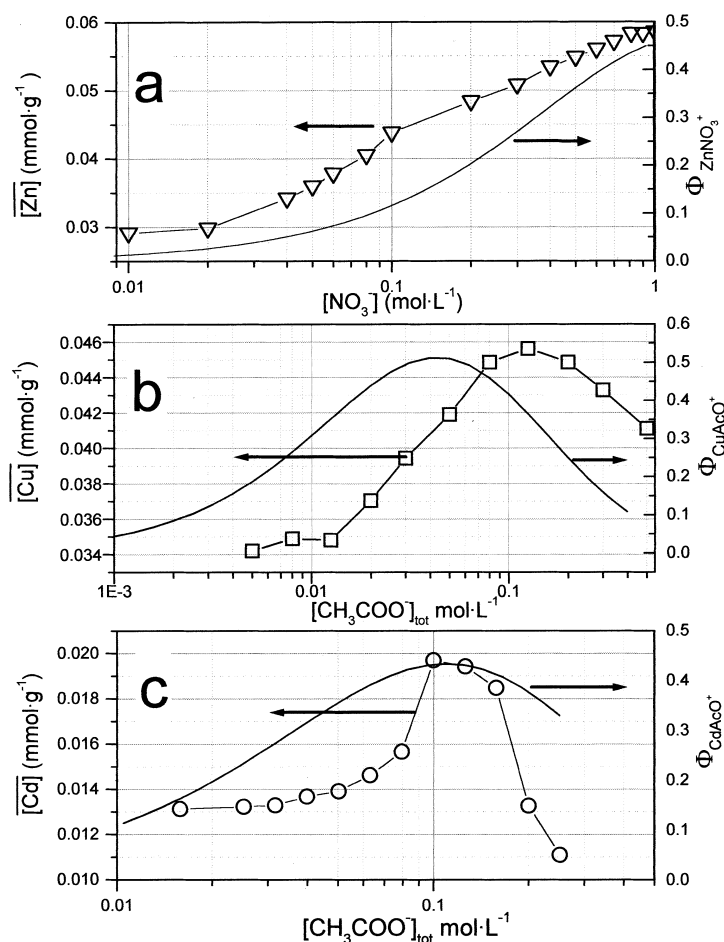 a
0.06
0.05
0.04
0.03
[Zn] (mmol·g⁻¹)
0.5
0.4
0.3
0.2
0.1
0.0
Φ ZnNO₃⁺
0.01 0.1 1
[NO₃⁻] (mol·L⁻¹)
b
0.046
0.044
0.042
0.040
0.038
0.036
0.034
[Cu] (mmol·g⁻¹)
0.6
0.5
0.4
0.3
0.2
0.1
0.0
Φ CuAcO⁺
1E-3 0.01 0.1
[CH₃COO⁻]tot mol·L⁻¹
c
0.020
0.018
0.016
0.014
0.012
0.010
[Cd] (mmol·g⁻¹)
0.5
0.4
0.3
0.2
0.1
0.0
Φ CdAcO⁺
0.01 0.1
[CH₃COO⁻]tot mol·L⁻¹